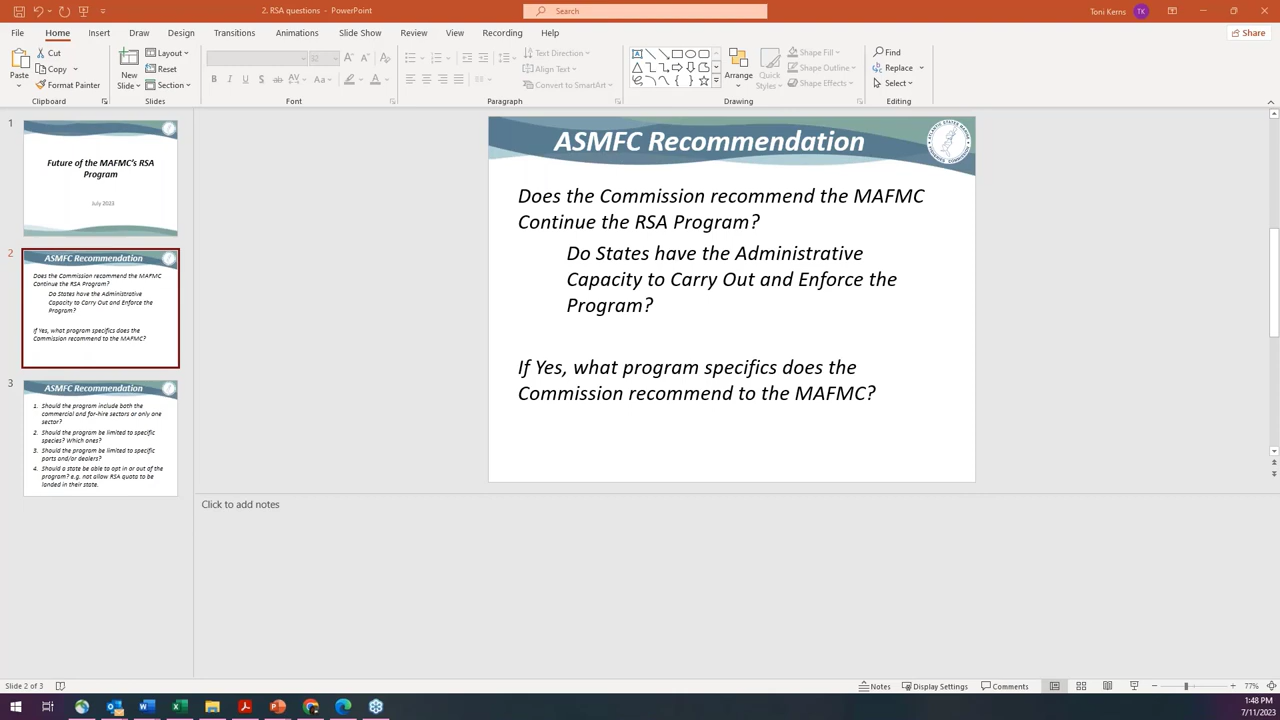 2. RSA questions - PowerPoint
Search
Toni Kerns
TK
File
Home
Insert
Draw
Design
Transitions
Animations
Slide Show
Review
View
Recording
Help
Share
Paste
Cut
Copy
Format Painter
Clipboard
New
Slide
Layout
Reset
Section
Slides
32
Font
Text Direction
Align Text
Convert to SmartArt
Paragraph
Arrange
Quick
Styles
Shape Fill
Shape Outline
Shape Effects
Drawing
Find
Replace
Select
Editing
1
Future of the MAFMC's RSA
Program
July 2023
2
ASMFC Recommendation
Does the Commission recommend the MAFMC
Continue the RSA Program?
Do States have the Administrative
Capacity to Carry Out and Enforce the
Program?
If Yes, what program specifics does the
Commission recommend to the MAFMC?
3
ASMFC Recommendation
1. Should the program include both the
commercial and for-hire sectors or only one
sector?
2. Should the program be limited to specific
species? Which ones?
3. Should the program be limited to specific
ports and/or dealers?
4. Should a state be able to opt in or out of the
program? e.g. not allow RSA quota to be
landed in their state.
ASMFC Recommendation
Does the Commission recommend the MAFMC
Continue the RSA Program?
Do States have the Administrative
Capacity to Carry Out and Enforce the
Program?
If Yes, what program specifics does the
Commission recommend to the MAFMC?
Click to add notes
Slide 2 of 3
Notes
Display Settings
Comments
77%
1:48 PM
7/11/2023